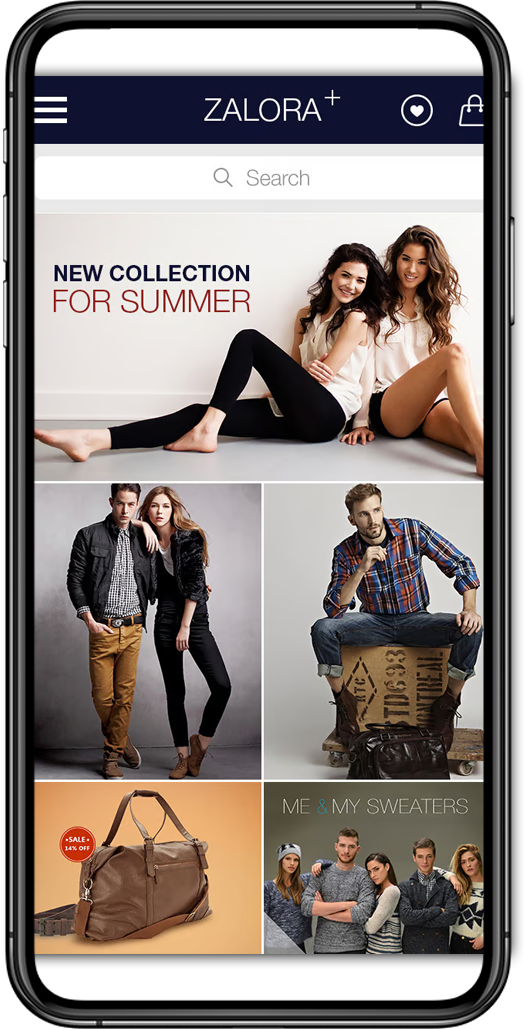 ZALORA+
Search
NEW COLLECTION
FOR SUMMER
•SALE•
14% OFF
ME & MY SWEATERS